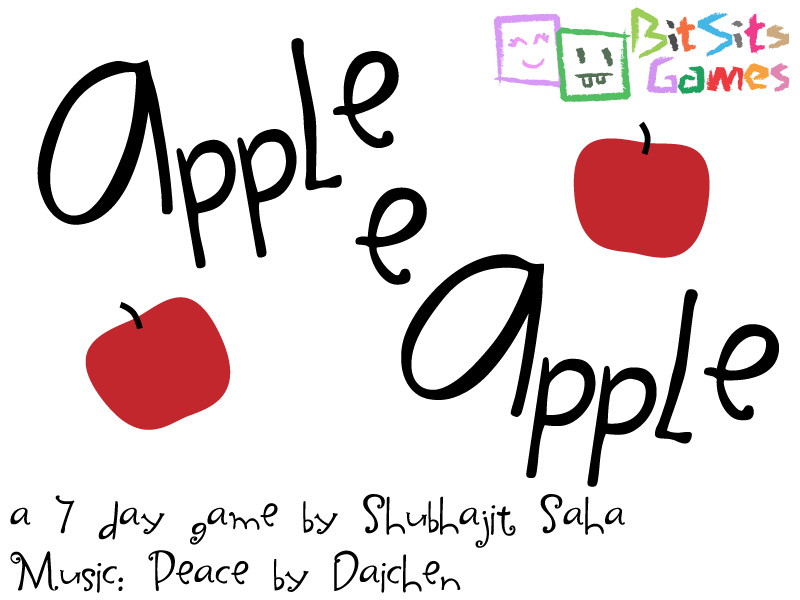 BitSits
Games
apple
e
apple
a 7 day game by Shubhajit Saha
Music: Peace by Daichen